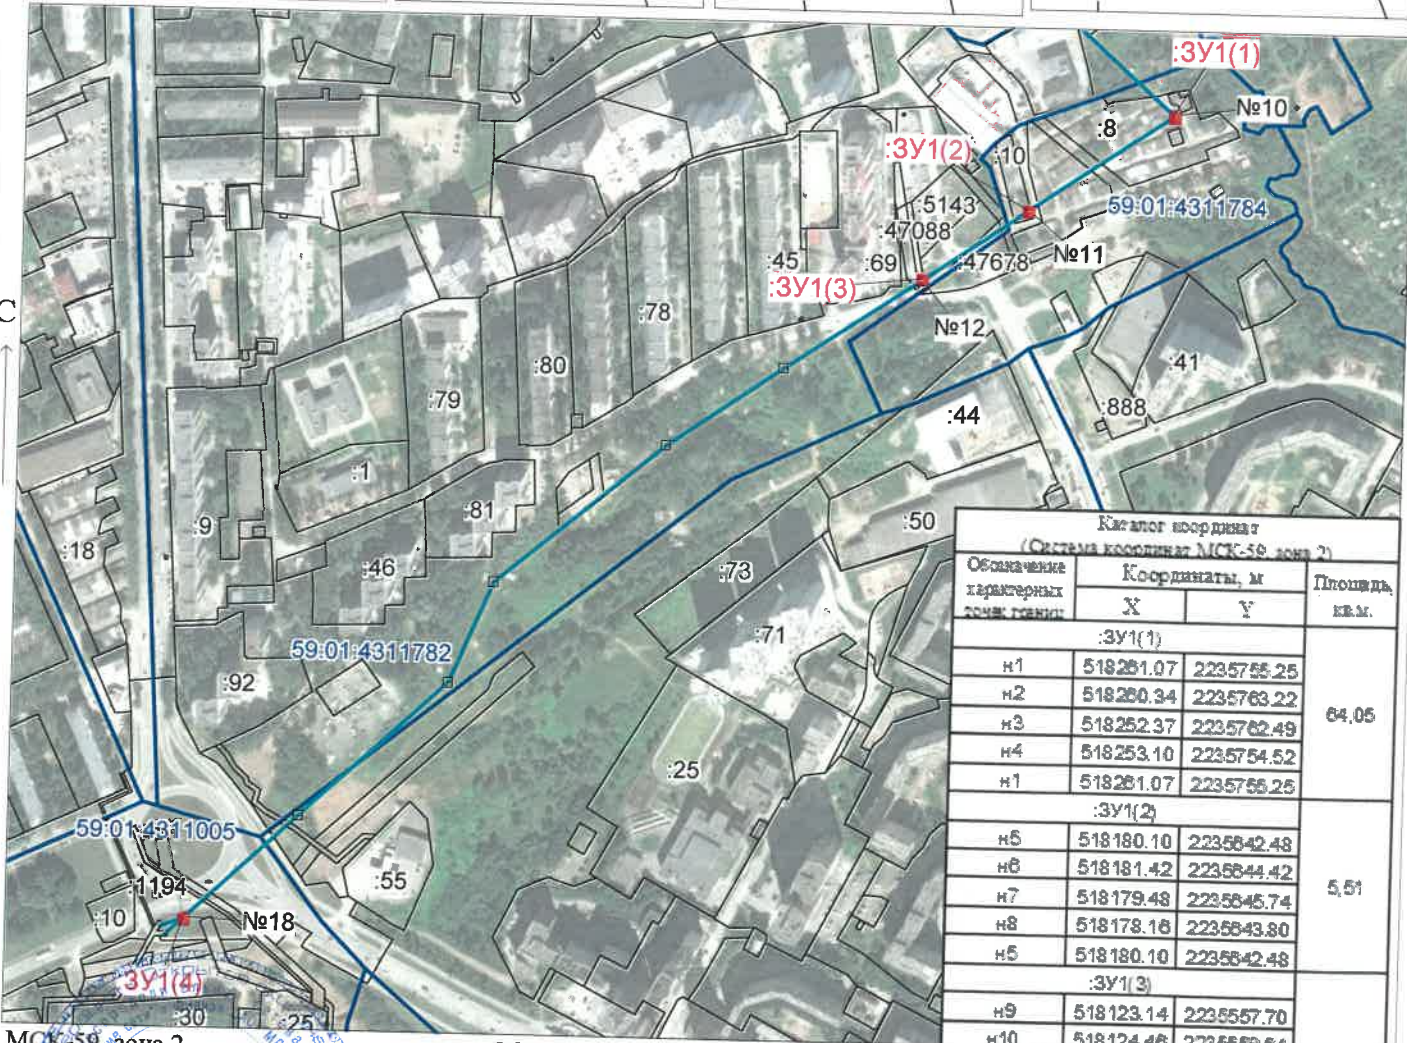 :ЗУ1(1)
№10
:8
:ЗУ1(2)
:10
:5143
59:01:4311784
:47088
№11
:45
:69
:47678
:ЗУ1(3)
С
:78
№12
:80
:41
:79
:888
:44
:1
:81
:9
:50
:18
:46
:73
:71
59:01:4311782
:92
:25
59:01:4311005
:55
:1194
:10
№18
ЗУ1(4)
:30
:25
МСК-59, зона 2
Каталог координат
(Система координат МСК-59, зона 2)
Обозначение характерных точек границ
Координаты, м
Площадь, кв.м.
X Y
:ЗУ1(1)
н1 518261.07 2235755.25
н2 518260.34 2235763.22
н3 518252.37 2235762.49
н4 518253.10 2235754.52
н1 518261.07 2235755.25
64,05
:ЗУ1(2)
н5 518180.10 2235642.48
н6 518181.42 2235644.42
н7 518179.48 2235645.74
н8 518178.16 2235643.80
н5 518180.10 2235642.48
5,51
:ЗУ1(3)
н9 518123.14 2235557.70
н10